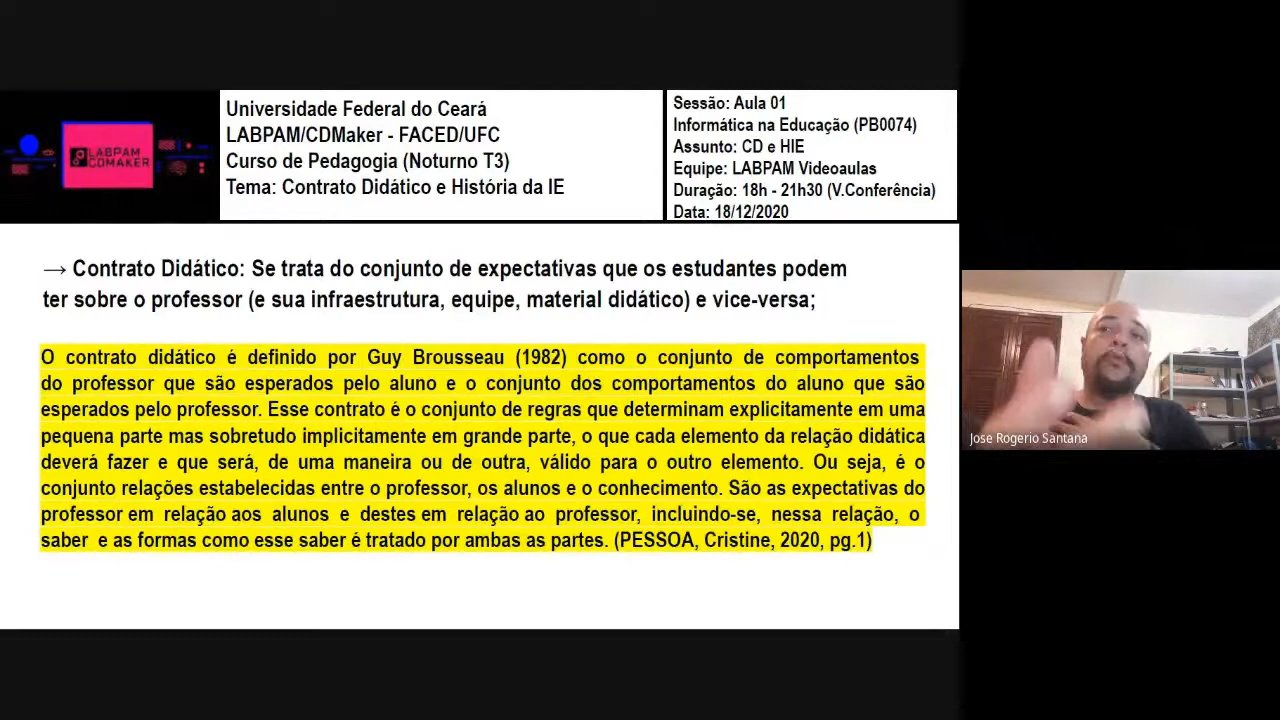 LABPAM
CDMAKER
Universidade Federal do Ceará
LABPAM/CDMaker - FACED/UFC
Curso de Pedagogia (Noturno T3)
Tema: Contrato Didático e História da IE
Sessão: Aula 01
Informática na Educação (PB0074)
Assunto: CD e HIE
Equipe: LABPAM Videoaulas
Duração: 18h - 21h30 (V.Conferência)
Data: 18/12/2020
→ Contrato Didático: Se trata do conjunto de expectativas que os estudantes podem
ter sobre o professor (e sua infraestrutura, equipe, material didático) e vice-versa;
O contrato didático é definido por Guy Brousseau (1982) como o conjunto de comportamentos
do professor que são esperados pelo aluno e o conjunto dos comportamentos do aluno que são
esperados pelo professor. Esse contrato é o conjunto de regras que determinam explicitamente em uma
pequena parte mas sobretudo implicitamente em grande parte, o que cada elemento da relação didática
deverá fazer e que será, de uma maneira ou de outra, válido para o outro elemento. Ou seja, é o
conjunto relações estabelecidas entre o professor, os alunos e o conhecimento. São as expectativas do
professor em relação aos alunos e destes em relação ao professor, incluindo-se, nessa relação, o
saber e as formas como esse saber é tratado por ambas as partes. (PESSOA, Cristine, 2020, pg.1)
Jose Rogerio Santana